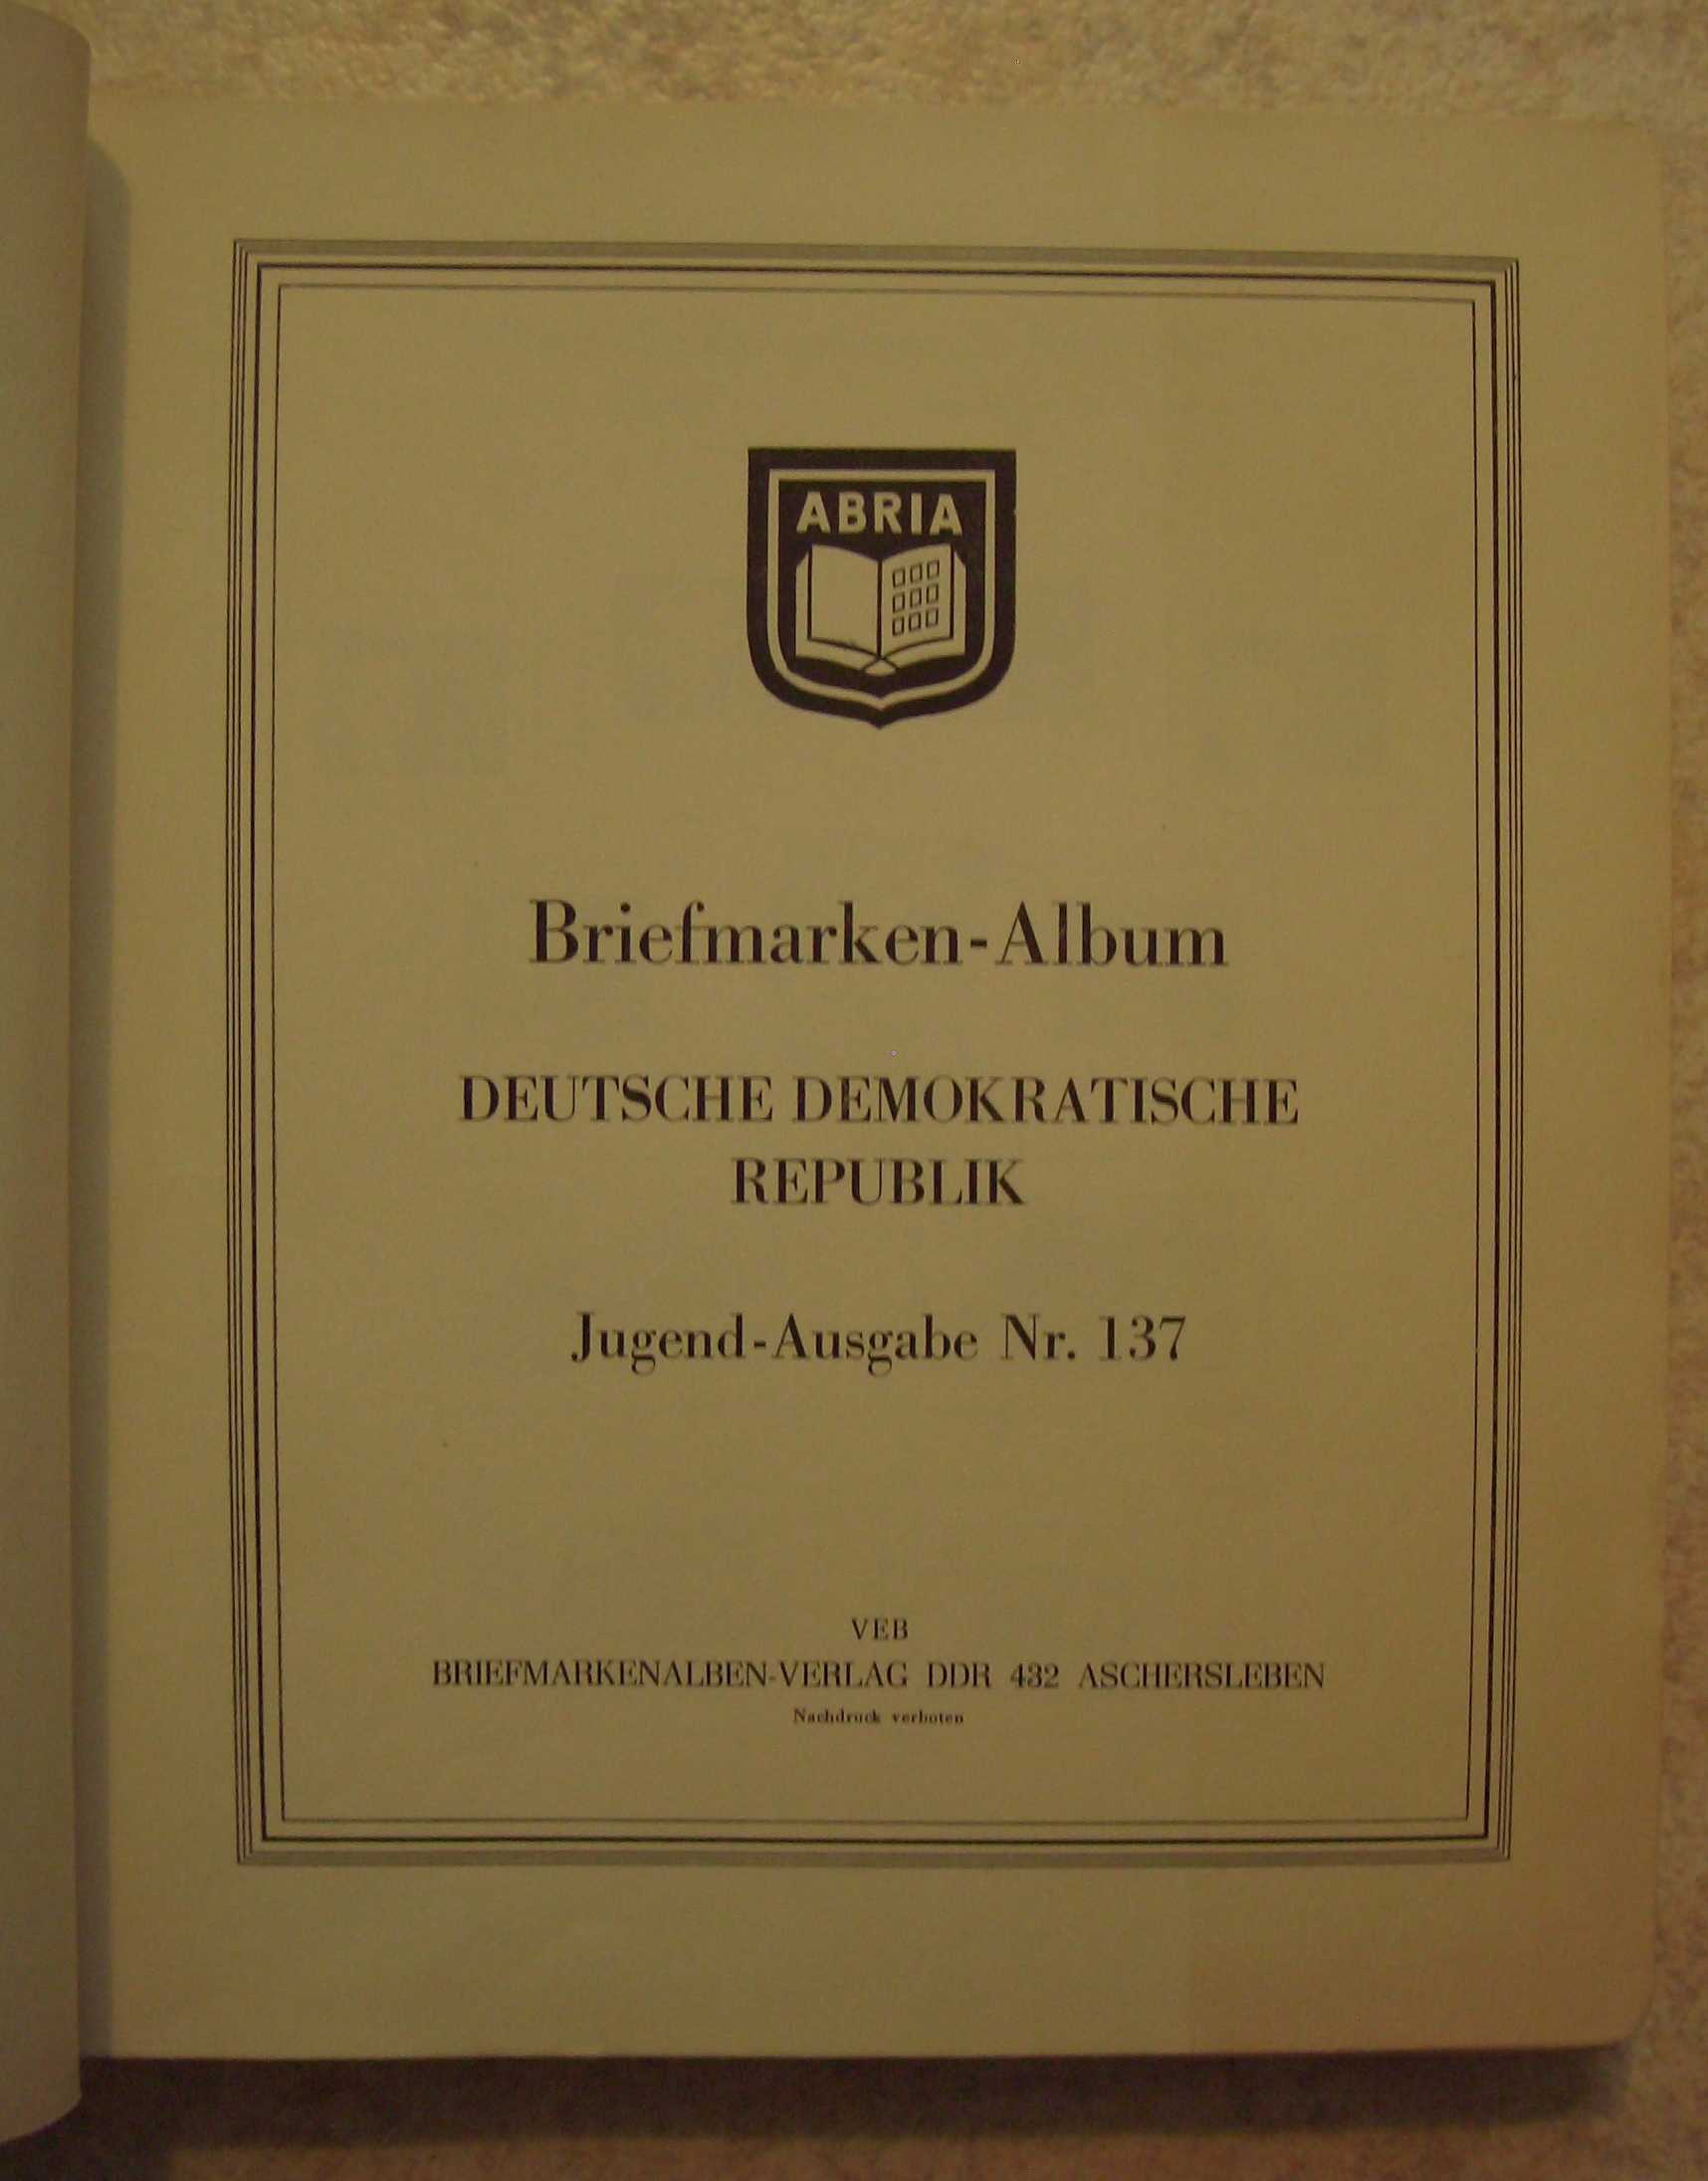 ABRIA
Briefmarken-Album
DEUTSCHE DEMOKRATISCHE
REPUBLIK
Jugend-Ausgabe Nr. 137
VEB
BRIEFMARKENALBEN-VERLAG DDR 432 ASCHERSLEBEN
Nachdruck verboten